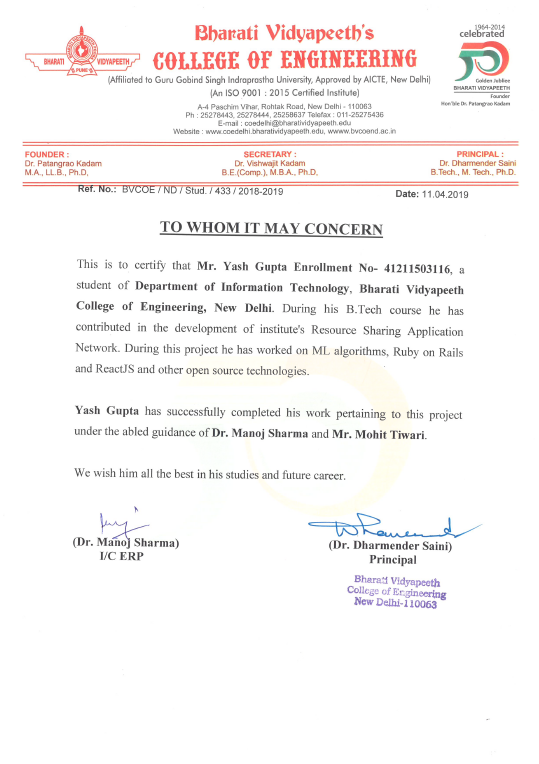 Bharati Vidyapeeth's
COLLEGE OF ENGINEERING
(Affiliated to Guru Gobind Singh Indraprastha University, Approved by AICTE, New Delhi)
(An ISO 9001 : 2015 Certified Institute)
A-4 Paschim Vihar, Rohtak Road, New Delhi - 110063
Ph : 25278443, 25278444, 25258637 Telefax : 011-25275436
E-mail : coedelhi@bharatividyapeeth.edu
Website : www.coedelhi.bharatividyapeeth.edu, wwww.bvcoend.ac.in
BHARATI VIDYAPEETH
PUNE
1964-2014
celebrated
Golden Jubilee
BHARATI VIDYAPEETH
Founder
Hon'ble Dr. Patangrao Kadam
FOUNDER :
Dr. Patangrao Kadam
M.A., LL.B., Ph.D,
SECRETARY :
Dr. Vishwajit Kadam
B.E.(Comp.), M.B.A., Ph.D,
PRINCIPAL :
Dr. Dharmender Saini
B.Tech., M. Tech., Ph.D.
Ref. No.: BVCOE / ND / Stud. / 433 / 2018-2019
Date: 11.04.2019
TO WHOM IT MAY CONCERN
This is to certify that Mr. Yash Gupta Enrollment No- 41211503116, a
student of Department of Information Technology, Bharati Vidyapeeth
College of Engineering, New Delhi. During his B.Tech course he has
contributed in the development of institute's Resource Sharing Application
Network. During this project he has worked on ML algorithms, Ruby on Rails
and ReactJS and other open source technologies.
Yash Gupta has successfully completed his work pertaining to this project
under the abled guidance of Dr. Manoj Sharma and Mr. Mohit Tiwari.
We wish him all the best in his studies and future career.
(Dr. Manoj Sharma)
I/C ERP
(Dr. Dharmender Saini)
Principal
Bharati Vidyapeeth
College of Engineering
New Delhi-110063